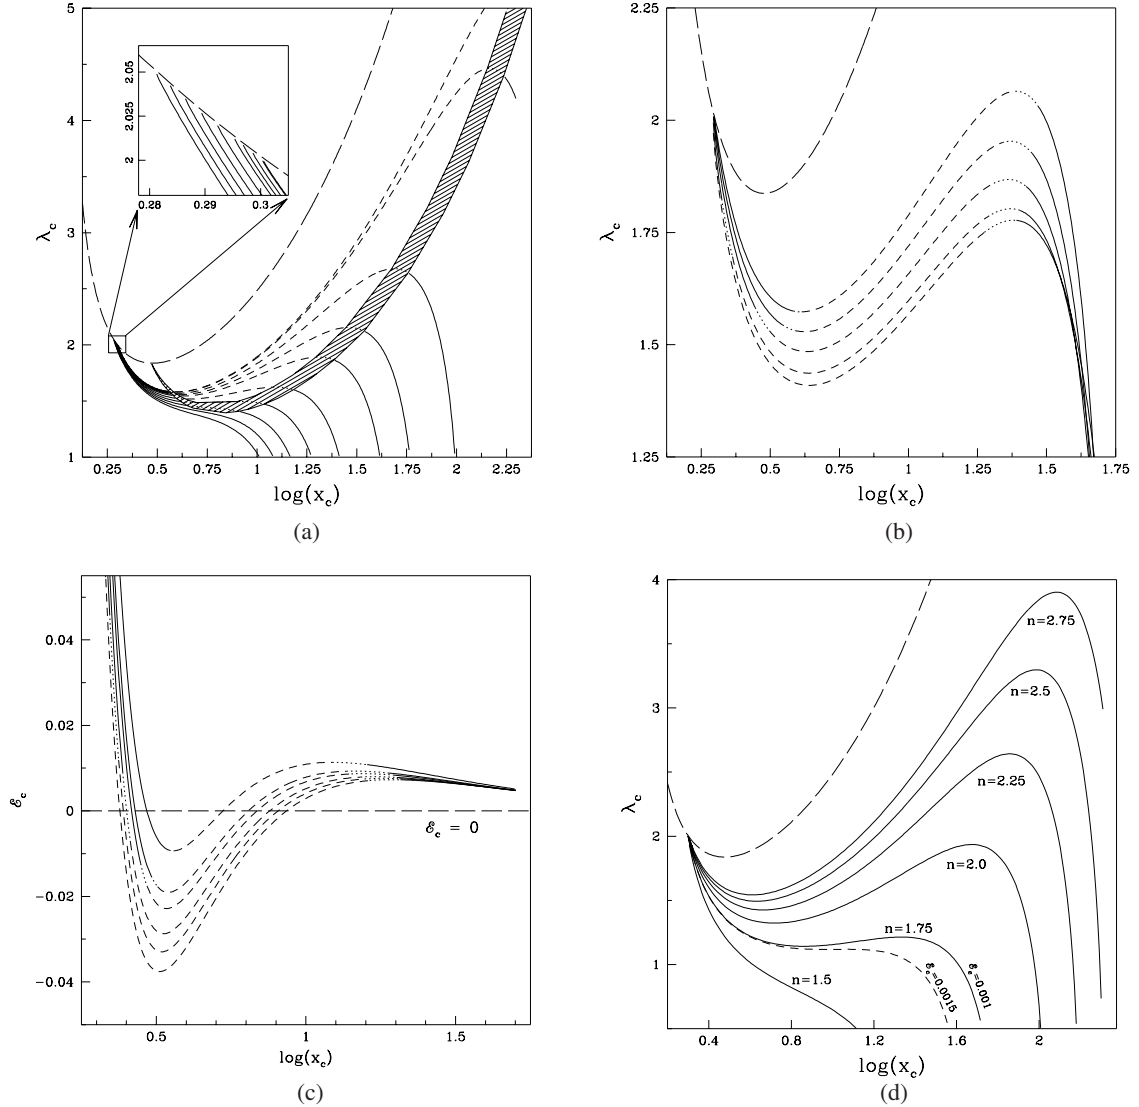 5
4
3
2
1
λc
0.25
0.5
0.75
1
1.25
1.5
1.75
2
2.25
log(xc)
2.05
2.025
2
0.28
0.29
0.3
(a)
2.25
2
1.75
1.5
1.25
λc
0.25
0.5
0.75
1
1.25
1.5
1.75
log(xc)
(b)
0.04
0.02
0
−0.02
−0.04
ℰc
ℰc = 0
0.5
1
1.5
log(xc)
(c)
4
3
2
1
λc
n=2.75
n=2.5
n=2.25
n=2.0
n=1.75
n=1.5
ℰc=0.0015
ℰc=0.001
0.4
0.8
1.2
1.6
2
log(xc)
(d)